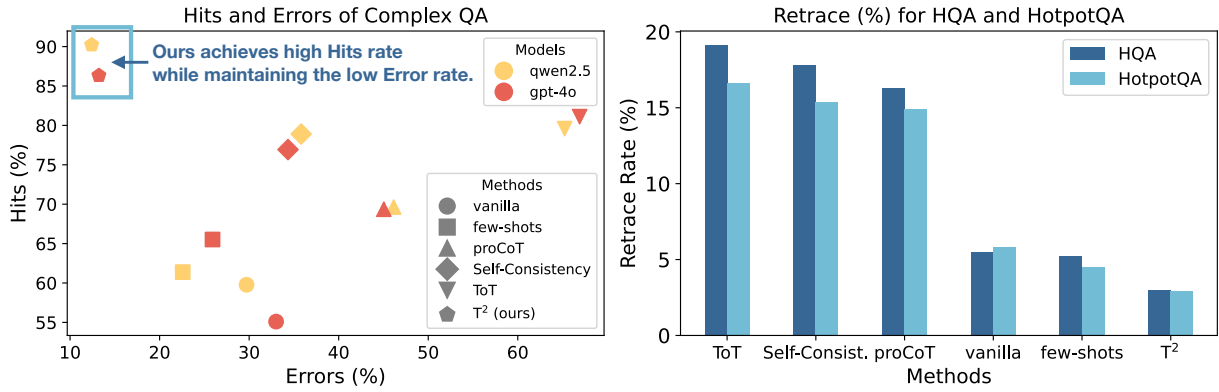 Hits and Errors of Complex QA
Hits (%)
90
85
80
75
70
65
60
55
10
20
30
40
50
60
Errors (%)
Ours achieves high Hits rate
while maintaining the low Error rate.
Models
qwen2.5
gpt-4o
Methods
vanilla
few-shots
proCoT
Self-Consistency
ToT
T² (ours)
Retrace (%) for HQA and HotpotQA
Retrace Rate (%)
20
15
10
5
0
HQA
HotpotQA
ToT
Self-Consist.
proCoT
vanilla
few-shots
T²
Methods